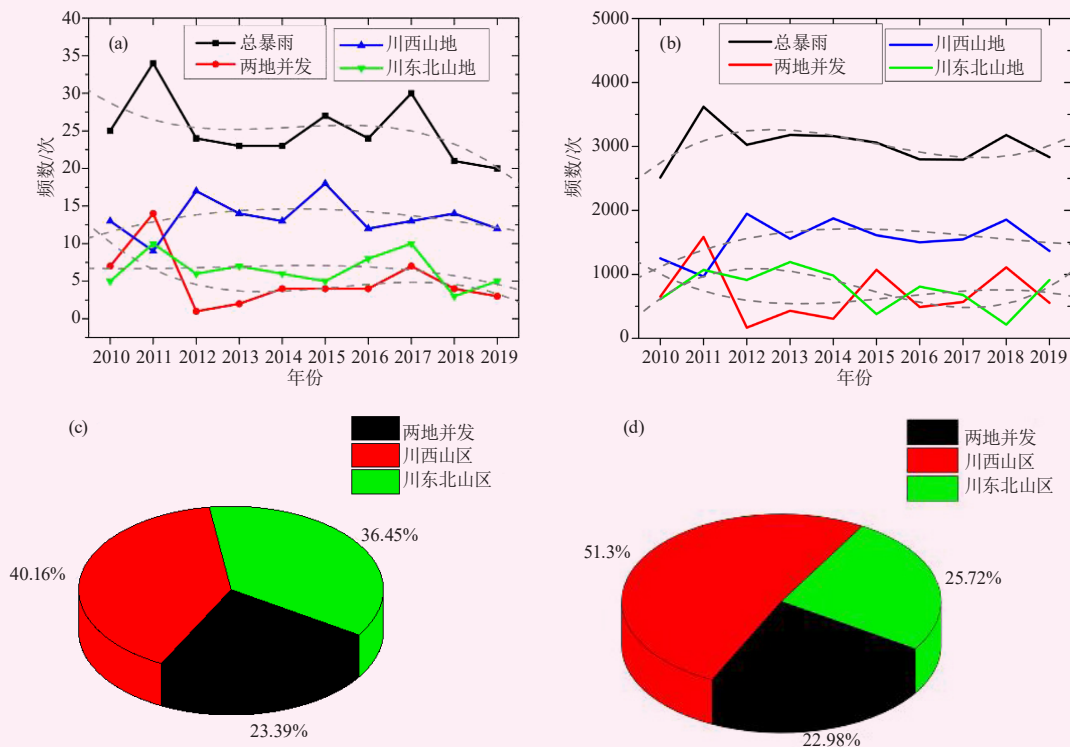 (a)
总暴雨
川西山地
两地并发
川东北山地
频数/次
40
35
30
25
20
15
10
5
0
2010 2011 2012 2013 2014 2015 2016 2017 2018 2019
年份
(b)
总暴雨
川西山地
两地并发
川东北山地
频数/次
5000
4000
3000
2000
1000
0
2010 2011 2012 2013 2014 2015 2016 2017 2018 2019
年份
(c)
两地并发
川西山区
川东北山区
36.45%
40.16%
23.39%
(d)
两地并发
川西山区
川东北山区
51.3%
25.72%
22.98%